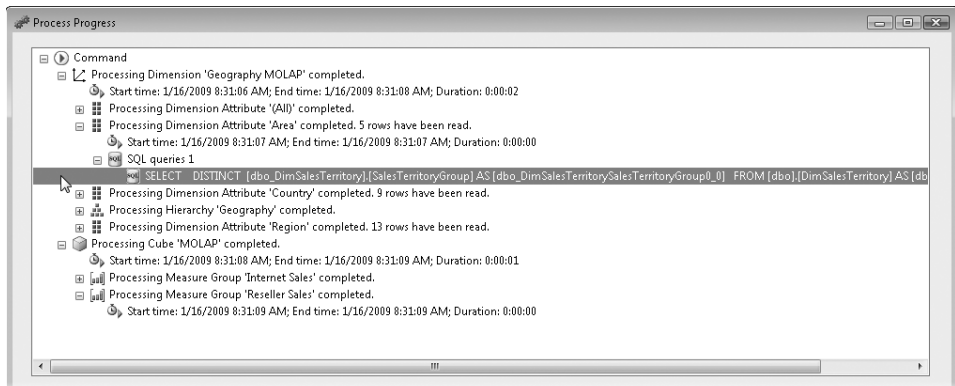 Process Progress
Command
Processing Dimension 'Geography MOLAP' completed.
Start time: 1/16/2009 8:31:06 AM; End time: 1/16/2009 8:31:08 AM; Duration: 0:00:02
Processing Dimension Attribute '(All)' completed.
Processing Dimension Attribute 'Area' completed. 5 rows have been read.
Start time: 1/16/2009 8:31:07 AM; End time: 1/16/2009 8:31:07 AM; Duration: 0:00:00
SQL queries 1
SELECT DISTINCT [dbo_DimSalesTerritory].[SalesTerritoryGroup] AS [dbo_DimSalesTerritorySalesTerritoryGroup0_0] FROM [dbo].[DimSalesTerritory] AS [db
Processing Dimension Attribute 'Country' completed. 9 rows have been read.
Processing Hierarchy 'Geography' completed.
Processing Dimension Attribute 'Region' completed. 13 rows have been read.
Processing Cube 'MOLAP' completed.
Start time: 1/16/2009 8:31:08 AM; End time: 1/16/2009 8:31:09 AM; Duration: 0:00:01
Processing Measure Group 'Internet Sales' completed.
Processing Measure Group 'Reseller Sales' completed.
Start time: 1/16/2009 8:31:09 AM; End time: 1/16/2009 8:31:09 AM; Duration: 0:00:00